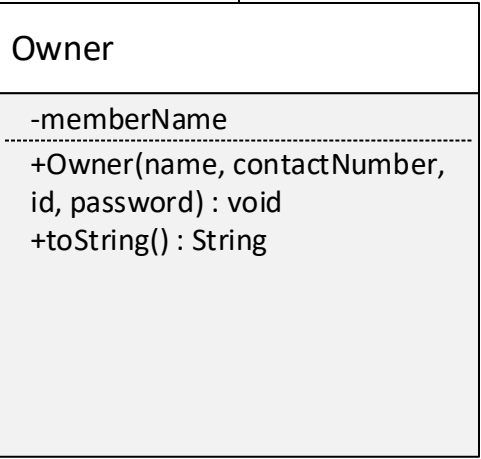 Owner
-memberName
+Owner(name, contactNumber,
id, password) : void
+toString() : String